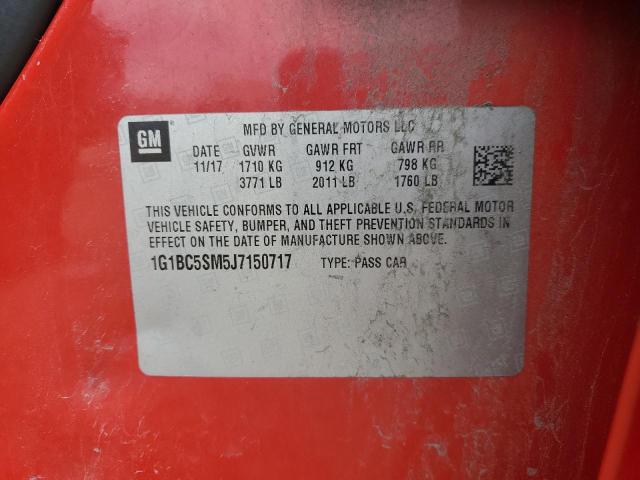 GM
MFD BY GENERAL MOTORS LLC
DATE GVWR GAWR FRT GAWR RR
11/17 1710 KG 912 KG 798 KG
3771 LB 2011 LB 1760 LB
THIS VEHICLE CONFORMS TO ALL APPLICABLE U.S. FEDERAL MOTOR
VEHICLE SAFETY, BUMPER, AND THEFT PREVENTION STANDARDS IN
EFFECT ON THE DATE OF MANUFACTURE SHOWN ABOVE.
1G1BC5SM5J7150717 TYPE: PASS CAR